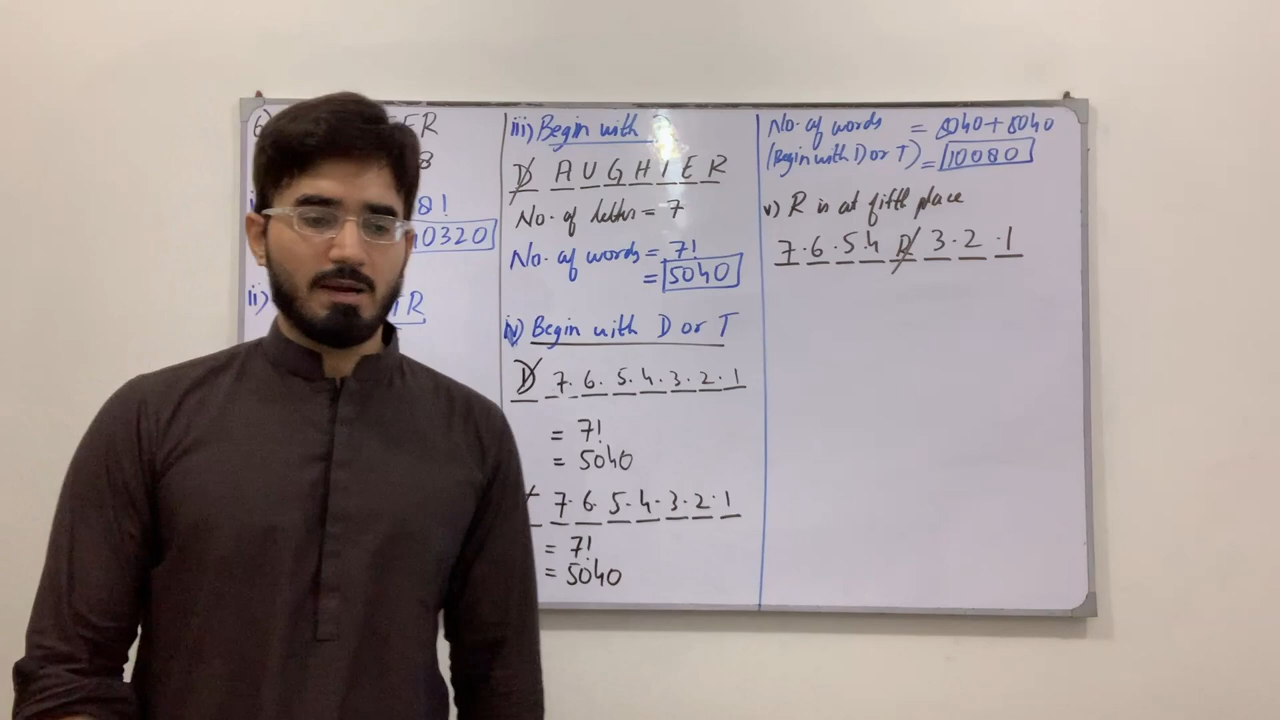 6)
ER
8
8!
40320
ii)
TR
iii) Begin with D
D A U G H T E R
No. of letters = 7
No. of words = 7!
= 5040
iv) Begin with D or T
D 7. 6. 5. 4. 3. 2. 1
= 7!
= 5040
7. 6. 5. 4. 3. 2. 1
= 7!
= 5040
No. of words = 5040 + 5040
(Begin with D or T) = 10080
v) R is at fifth place
7. 6. 5. 4 R 3. 2 .1